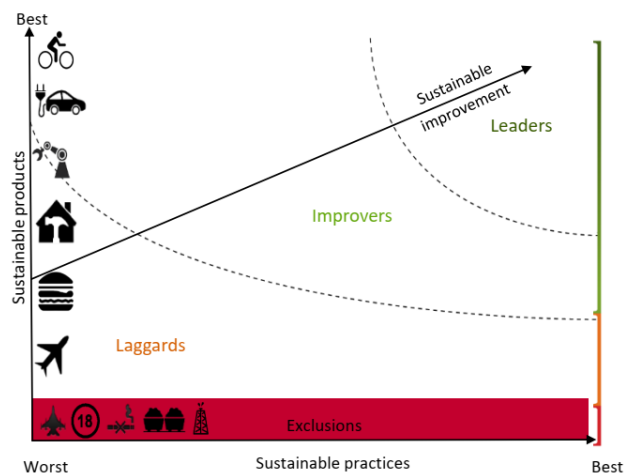 Best
Sustainable products
Sustainable
improvement
Leaders
Improvers
Laggards
18
Exclusions
Worst
Sustainable practices
Best